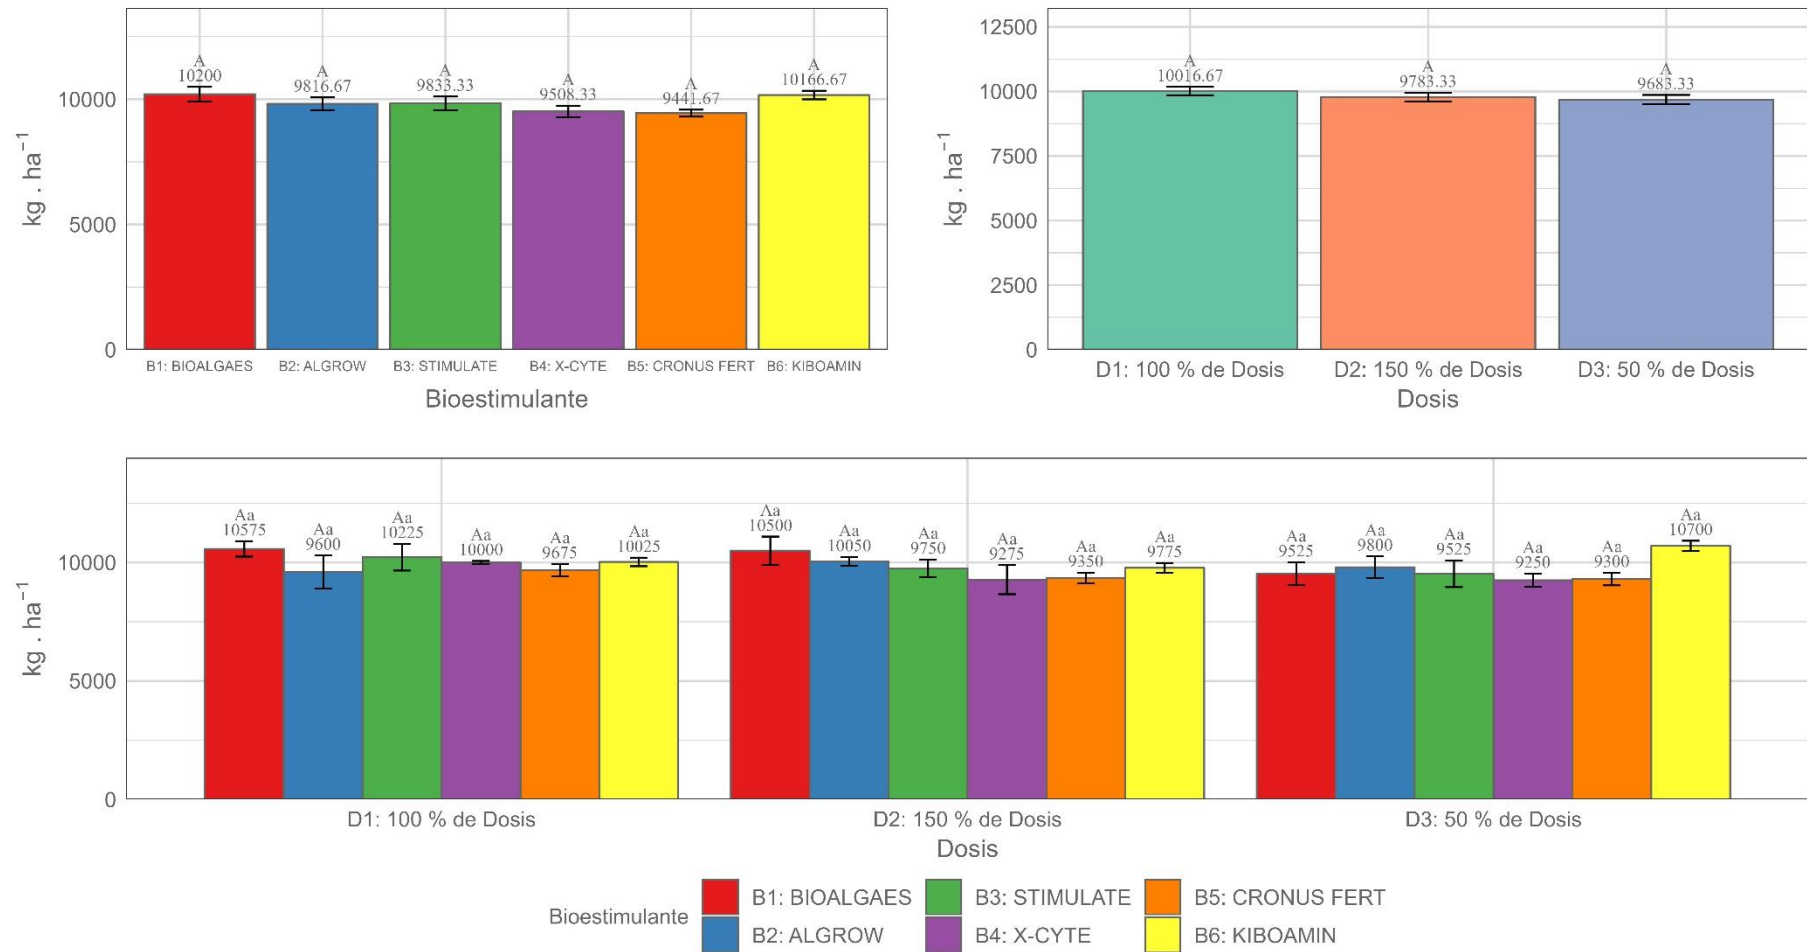 A
10200
A
9816.67
A
9833.33
A
9508.33
A
9441.67
A
10166.67
10000
5000
0
kg . ha⁻¹
B1: BIOALGAES
B2: ALGROW
B3: STIMULATE
B4: X-CYTE
B5: CRONUS FERT
B6: KIBOAMIN
Bioestimulante
A
10016.67
A
9783.33
A
9683.33
12500
10000
7500
5000
2500
0
kg . ha⁻¹
D1: 100 % de Dosis
D2: 150 % de Dosis
D3: 50 % de Dosis
Dosis
Aa
10575
Aa
9600
Aa
10225
Aa
10000
Aa
9675
Aa
10025
Aa
10500
Aa
10050
Aa
9750
Aa
9275
Aa
9350
Aa
9775
Aa
9525
Aa
9800
Aa
9525
Aa
9250
Aa
9300
Aa
10700
10000
5000
0
kg . ha⁻¹
D1: 100 % de Dosis
D2: 150 % de Dosis
D3: 50 % de Dosis
Dosis
Bioestimulante
B1: BIOALGAES
B2: ALGROW
B3: STIMULATE
B4: X-CYTE
B5: CRONUS FERT
B6: KIBOAMIN